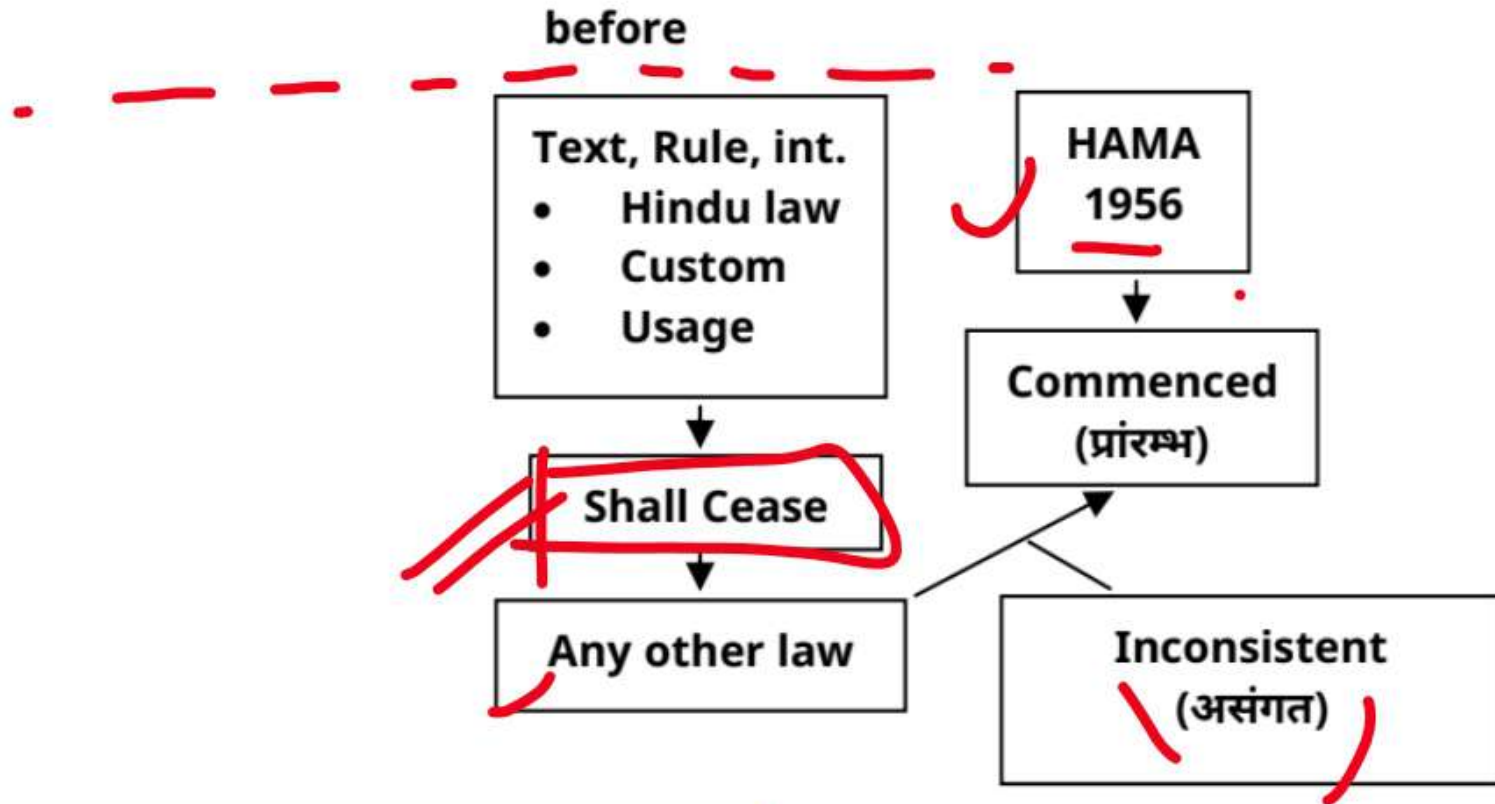 before
Text, Rule, int.
• Hindu law
• Custom
• Usage
HAMA
1956
Commenced
(प्रांरम्भ)
Shall Cease
Any other law
Inconsistent
(असंगत)